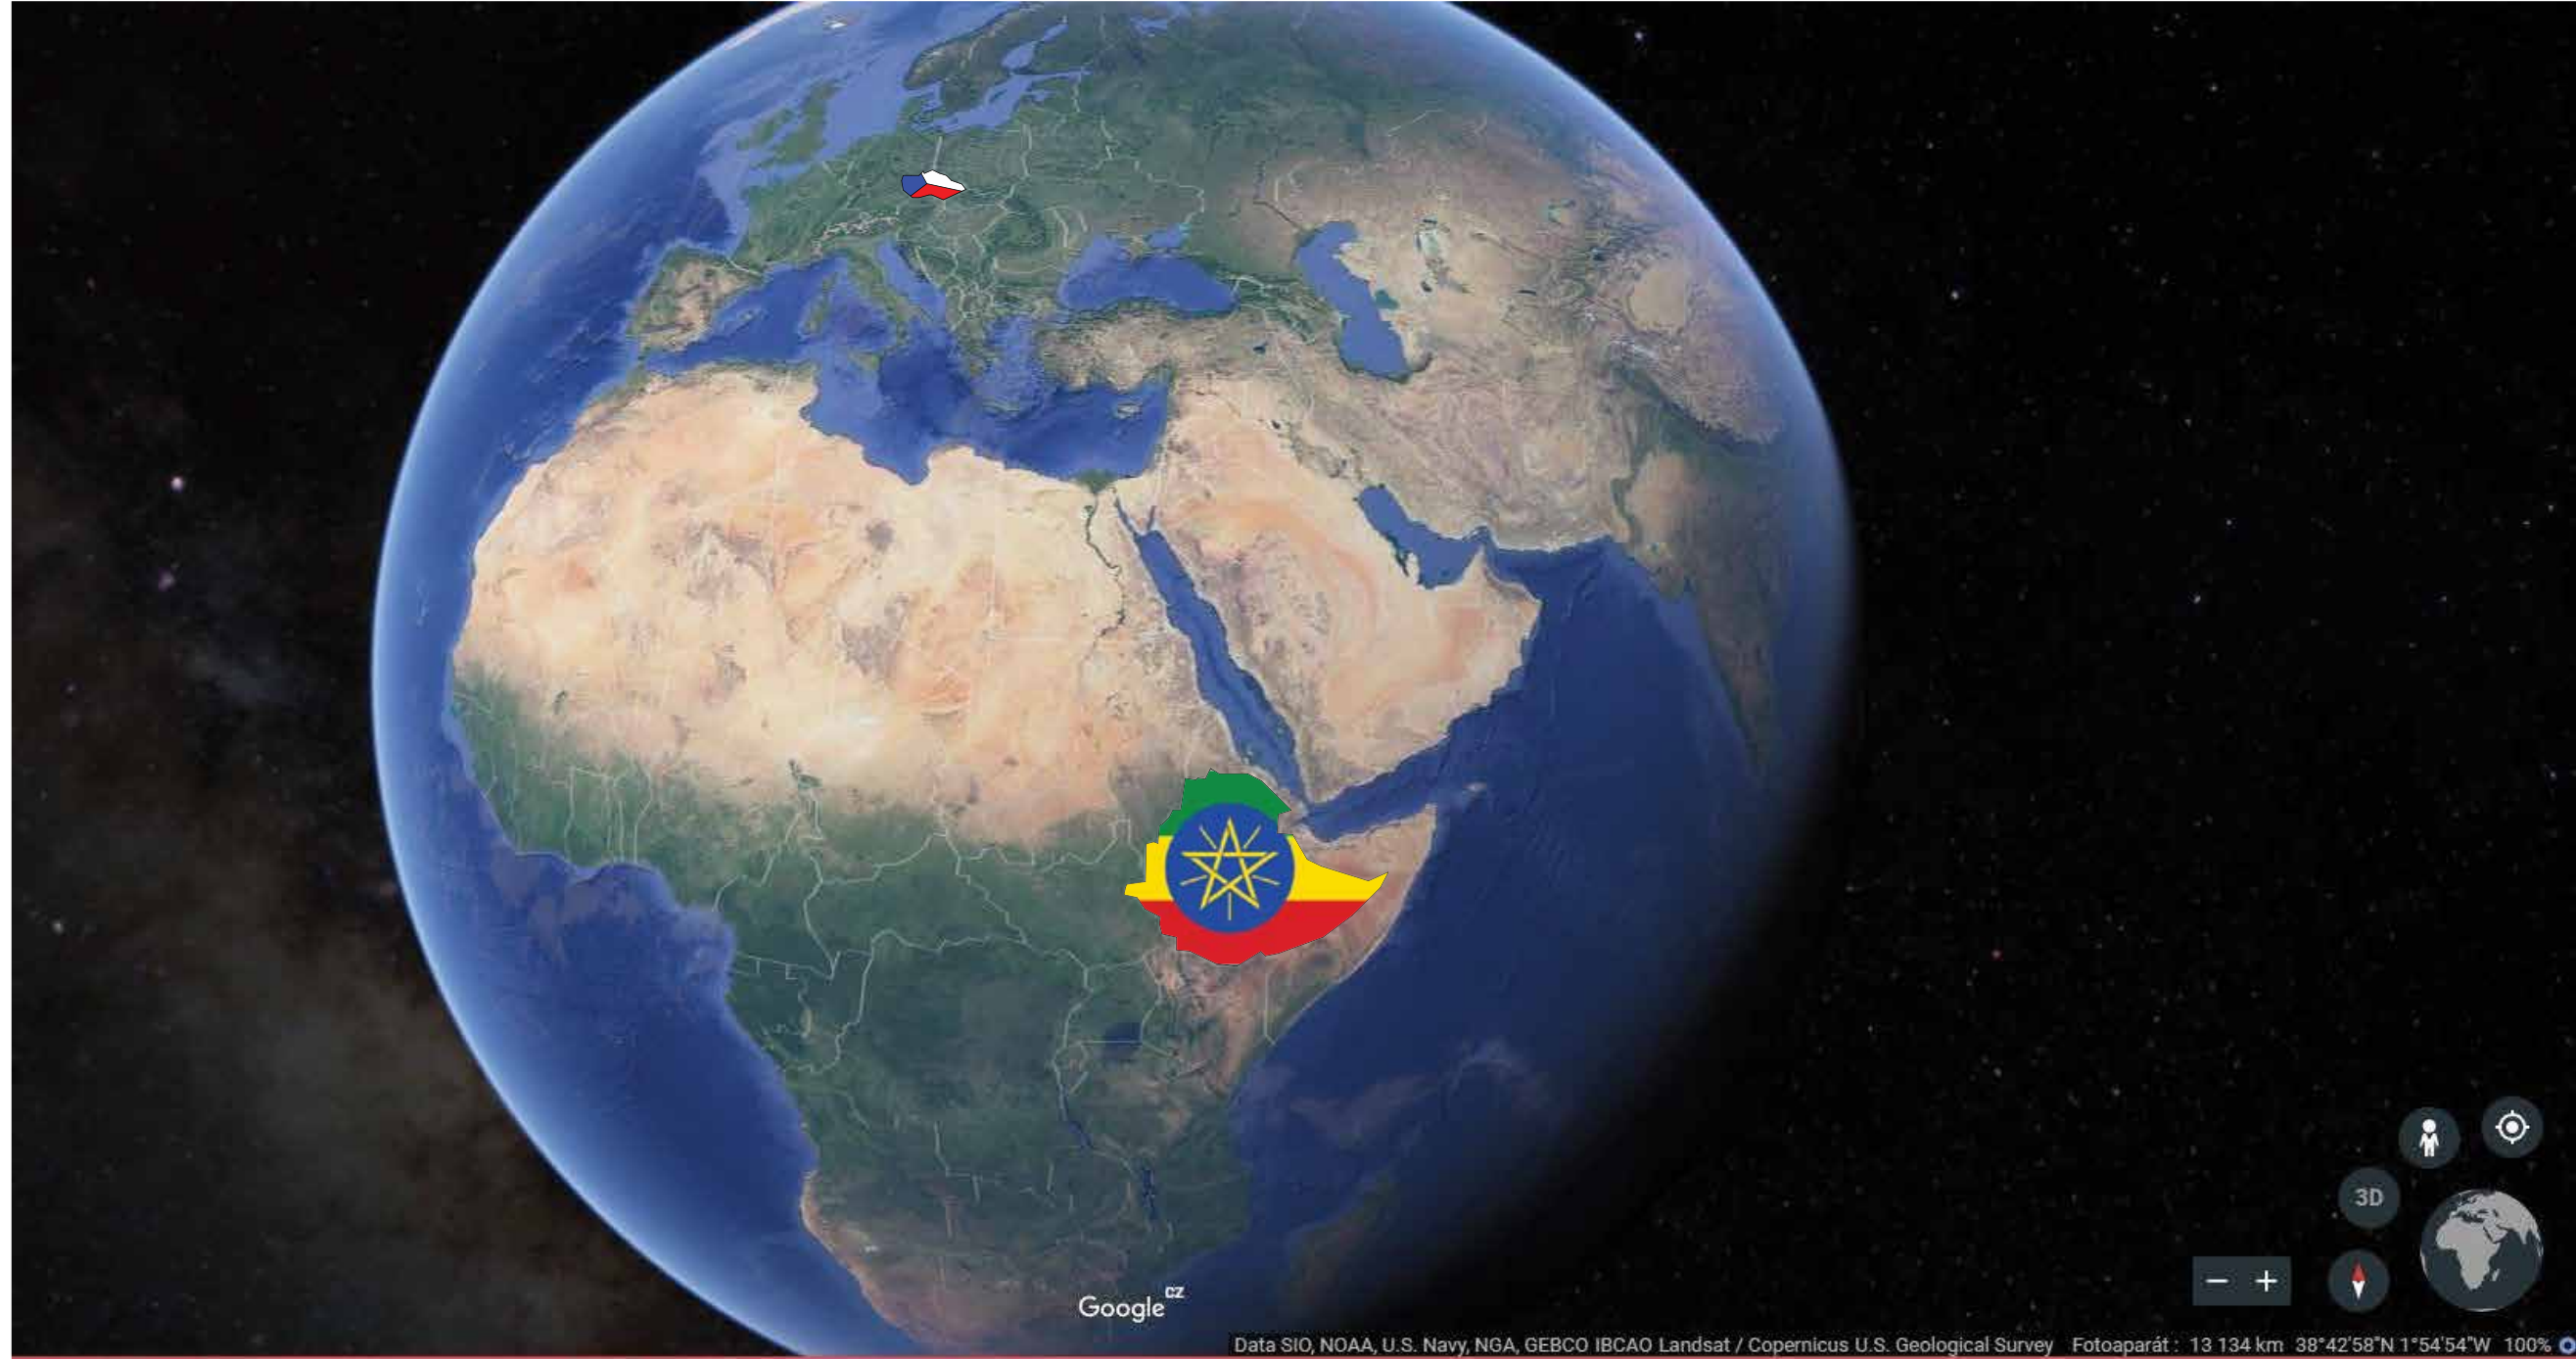 3D
− +
Google CZ
Data SIO, NOAA, U.S. Navy, NGA, GEBCO IBCAO Landsat / Copernicus U.S. Geological Survey Fotoaparát : 13 134 km 38°42'58"N 1°54'54"W 100%